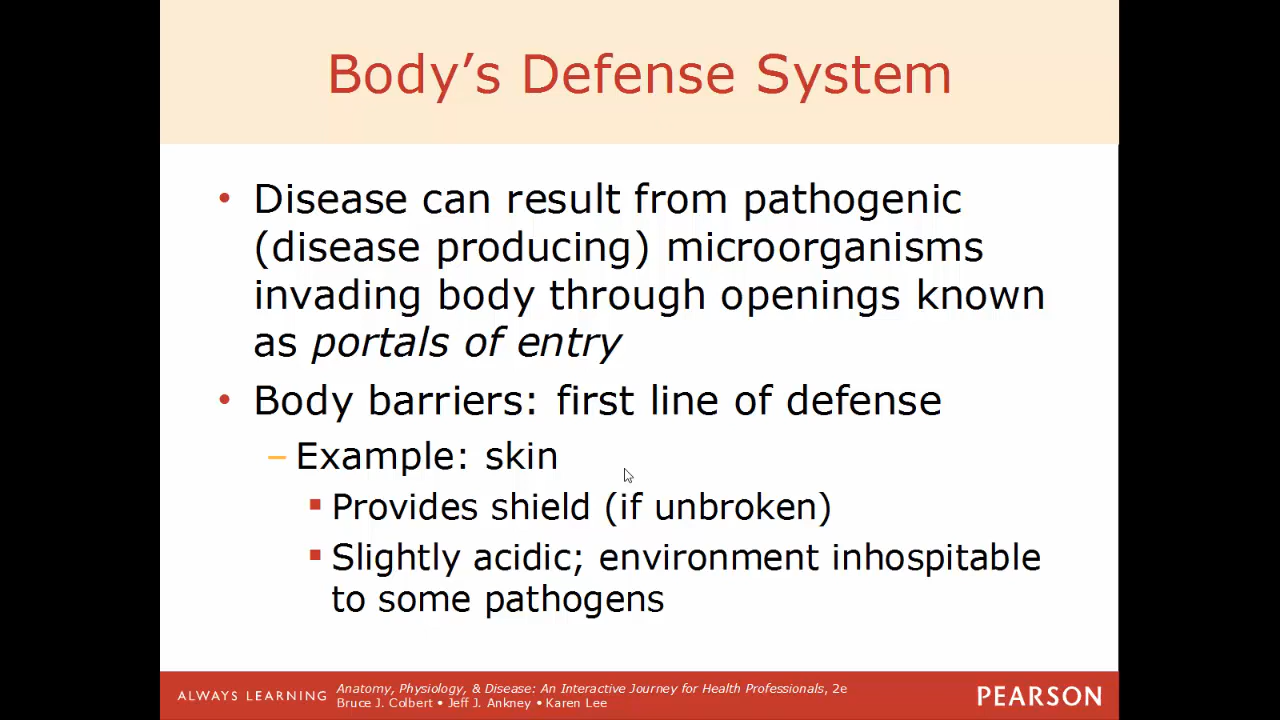 Body’s Defense System
• Disease can result from pathogenic
(disease producing) microorganisms
invading body through openings known
as portals of entry
• Body barriers: first line of defense
– Example: skin
▪ Provides shield (if unbroken)
▪ Slightly acidic; environment inhospitable
to some pathogens
ALWAYS LEARNING
Anatomy, Physiology, & Disease: An Interactive Journey for Health Professionals, 2e
Bruce J. Colbert • Jeff J. Ankney • Karen Lee
PEARSON